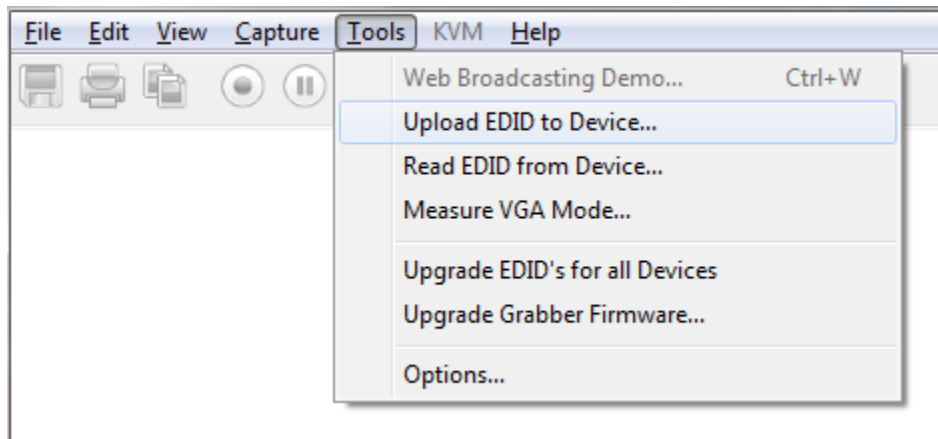 File Edit View Capture Tools KVM Help
Web Broadcasting Demo... Ctrl+W
Upload EDID to Device...
Read EDID from Device...
Measure VGA Mode...
Upgrade EDID's for all Devices
Upgrade Grabber Firmware...
Options...